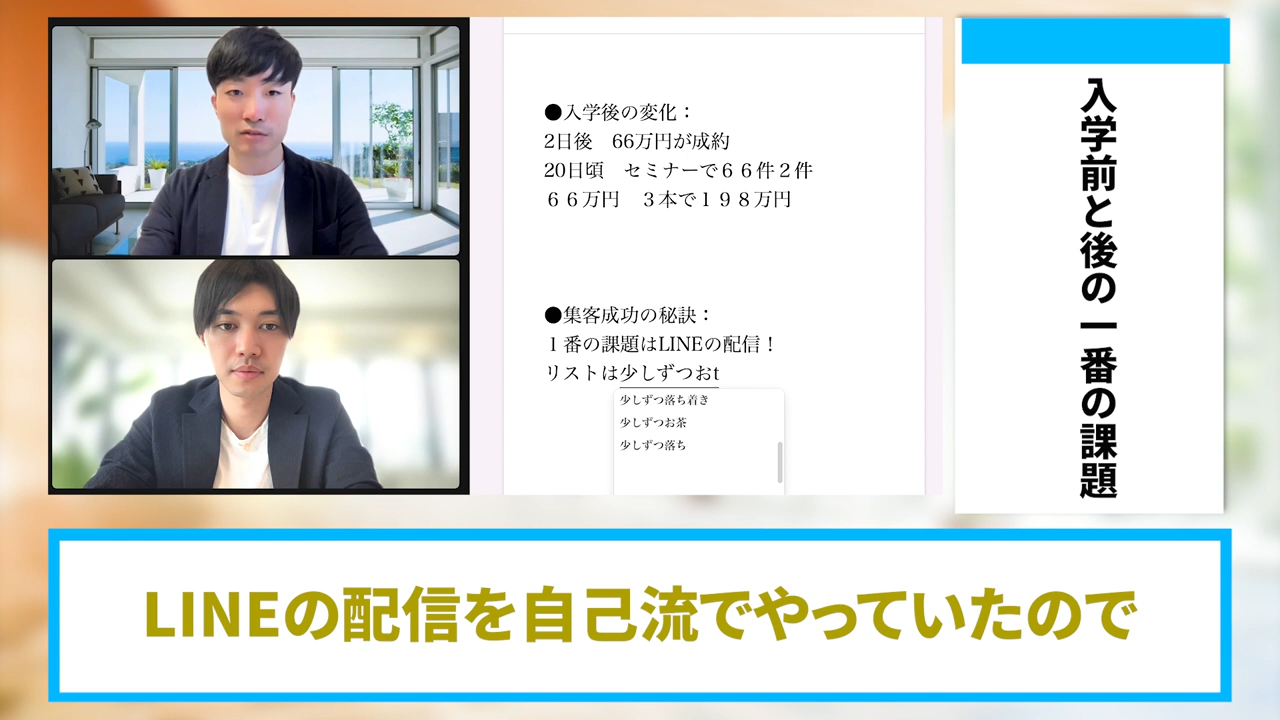 ●入学後の変化：
2日後　66万円が成約
20日頃　セミナーで６６件２件
６６万円　３本で１９８万円
●集客成功の秘訣：
１番の課題はLINEの配信！
リストは少しずつおt
少しずつ落ち着き
少しずつお茶
少しずつ落ち
入学前と後の一番の課題
LINEの配信を自己流でやっていたので